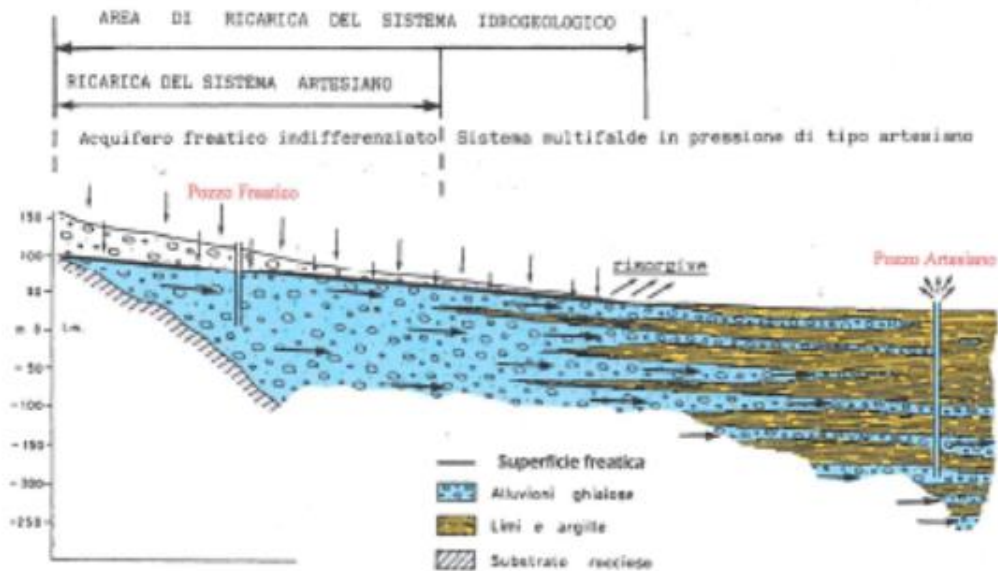 AREA DI RICARICA DEL SISTEMA IDROGEOLOGICO
RICARICA DEL SISTEMA ARTESIANO
Acquifero freatico indifferenziato
Sistema multifalde in pressione di tipo artesiano
Pozzo Freatico
risorgive
Pozzo Artesiano
150
100
50
m 0 l.m.
-50
-100
-150
-300
-250
Superficie freatica
Alluvioni ghiaiose
Limi e argille
Substrato roccioso